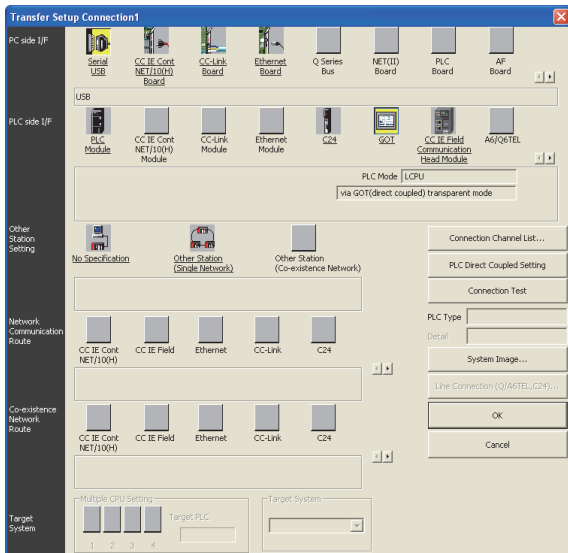 Transfer Setup Connection1
PC side I/F
Serial USB
CC IE Cont NET/10(H) Board
CC-Link Board
Ethernet Board
Q Series Bus
NET(II) Board
PLC Board
AF Board
USB
PLC side I/F
PLC Module
CC IE Cont NET/10(H) Module
CC-Link Module
Ethernet Module
C24
GOT
CC IE Field Communication Head Module
A6/Q6TEL
PLC Mode LCPU
via GOT(direct coupled) transparent mode
Other Station Setting
No Specification
Other Station (Single Network)
Other Station (Co-existence Network)
Connection Channel List...
PLC Direct Coupled Setting
Connection Test
PLC Type
Detail
System Image...
Line Connection (Q/A6TEL,C24)...
OK
Cancel
Network Communication Route
CC IE Cont NET/10(H)
CC IE Field
Ethernet
CC-Link
C24
Co-existence Network Route
CC IE Cont NET/10(H)
CC IE Field
Ethernet
CC-Link
C24
Target System
Multiple CPU Setting
1 2 3 4
Target PLC
Target System